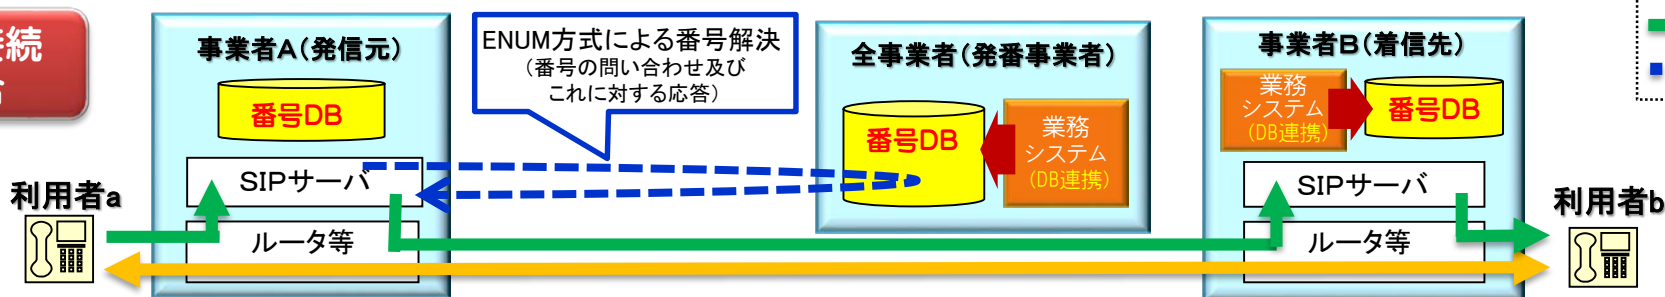 続
合
事業者A（発信元）
番号DB
SIPサーバ
ルータ等
利用者a
ENUM方式による番号解決
（番号の問い合わせ及び
これに対する応答）
全事業者（発番事業者）
番号DB
業務
システム
（DB連携）
事業者B（着信先）
業務
システム
（DB連携）
番号DB
SIPサーバ
ルータ等
利用者b